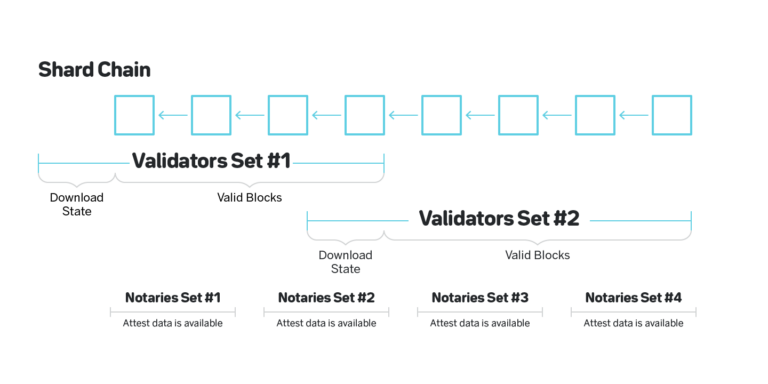 Shard Chain
Validators Set #1
Download
State
Valid Blocks
Validators Set #2
Download
State
Valid Blocks
Notaries Set #1
Notaries Set #2
Notaries Set #3
Notaries Set #4
Attest data is available
Attest data is available
Attest data is available
Attest data is available